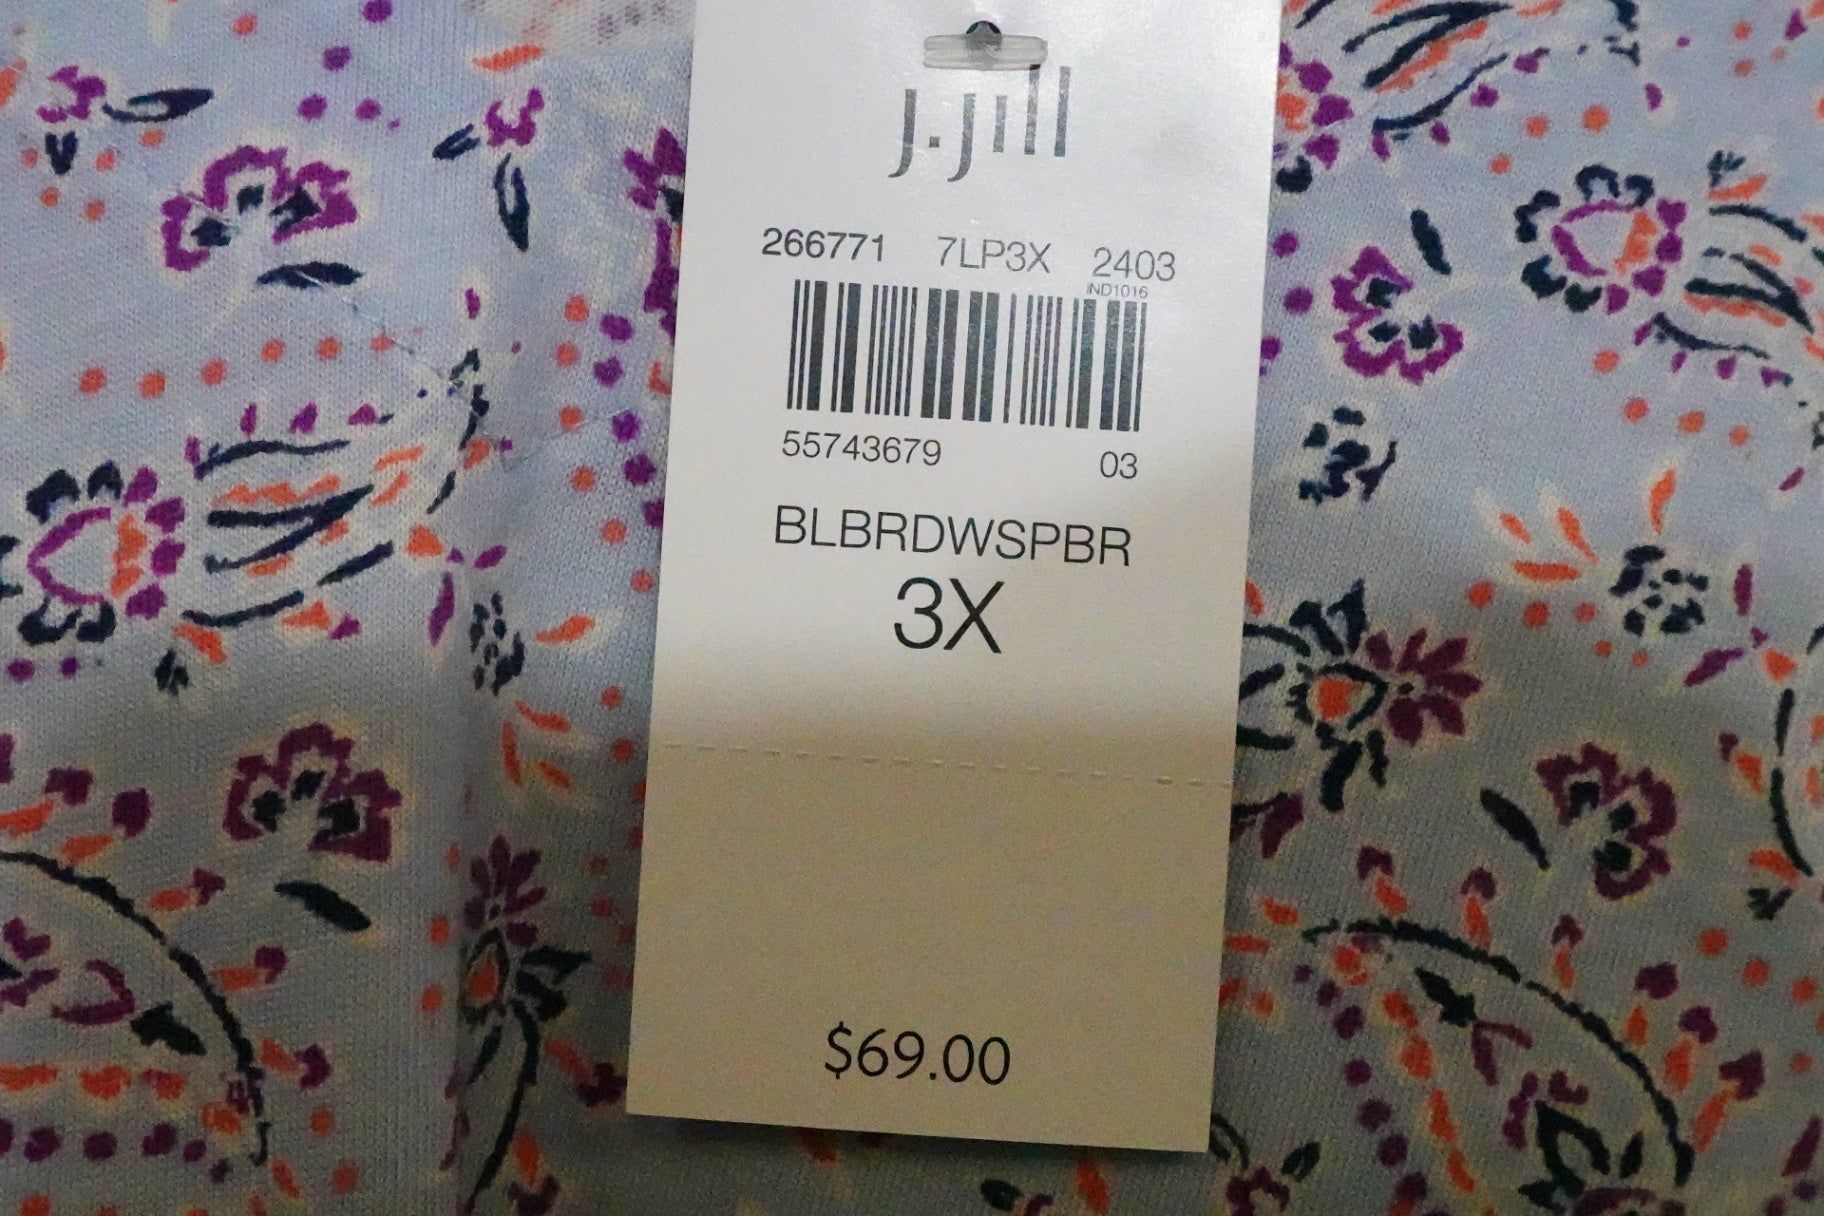 J.Jill
266771 7LP3X 2403
IND1016
55743679 03
BLBRDWSPBR
3X
$69.00